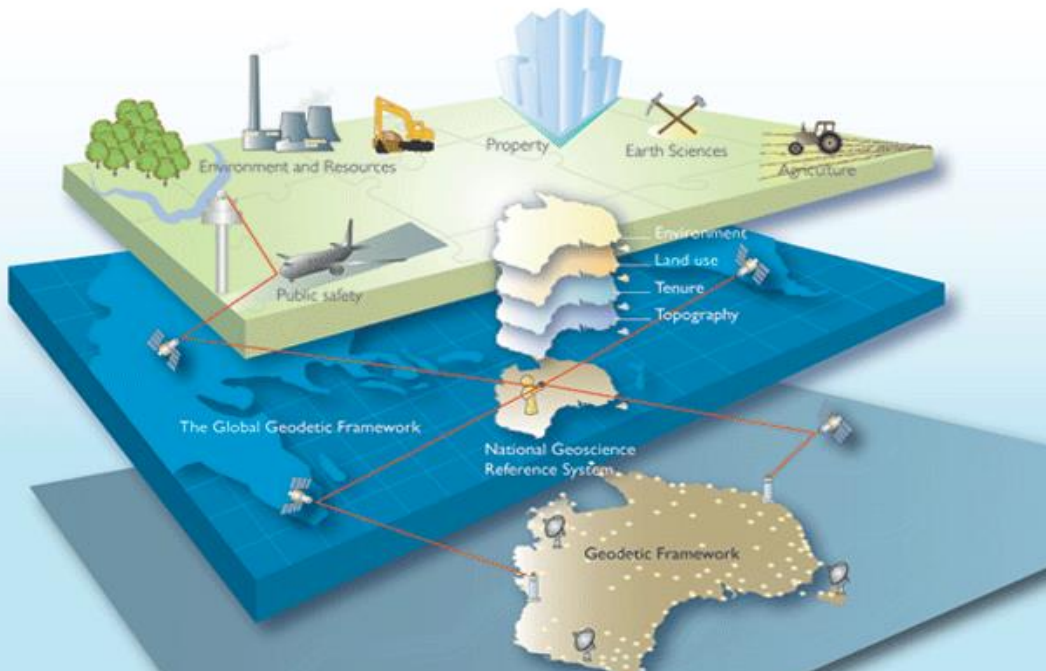 Property
Earth Sciences
Environment and Resources
Agriculture
Environment
Land use
Public safety
Tenure
Topography
The Global Geodetic Framework
National Geoscience
Reference System
Geodetic Framework